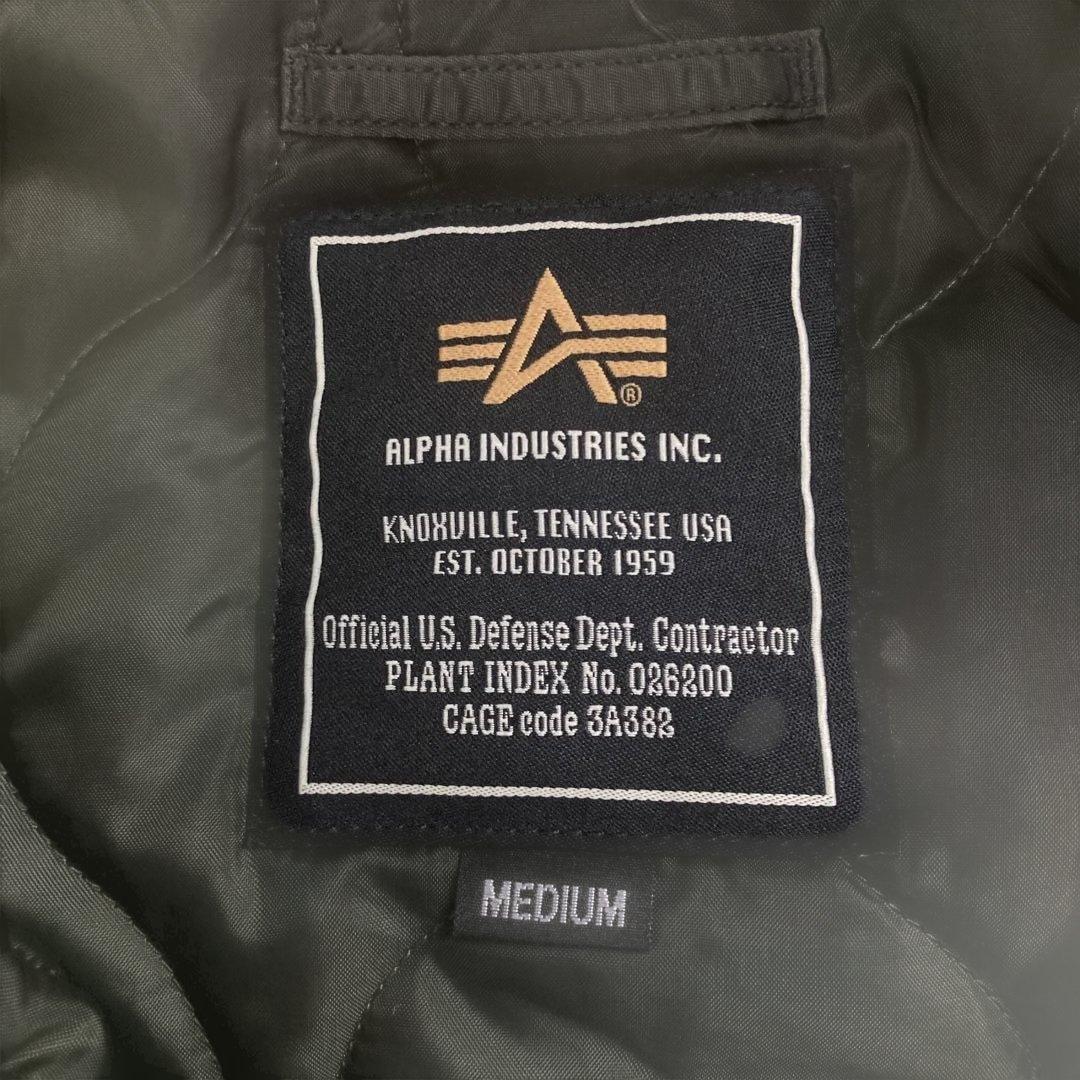 ®
ALPHA INDUSTRIES INC.
KNOXVILLE, TENNESSEE USA
EST. OCTOBER 1959
Official U.S. Defense Dept. Contractor
PLANT INDEX No. 026200
CAGE code 3A382
MEDIUM